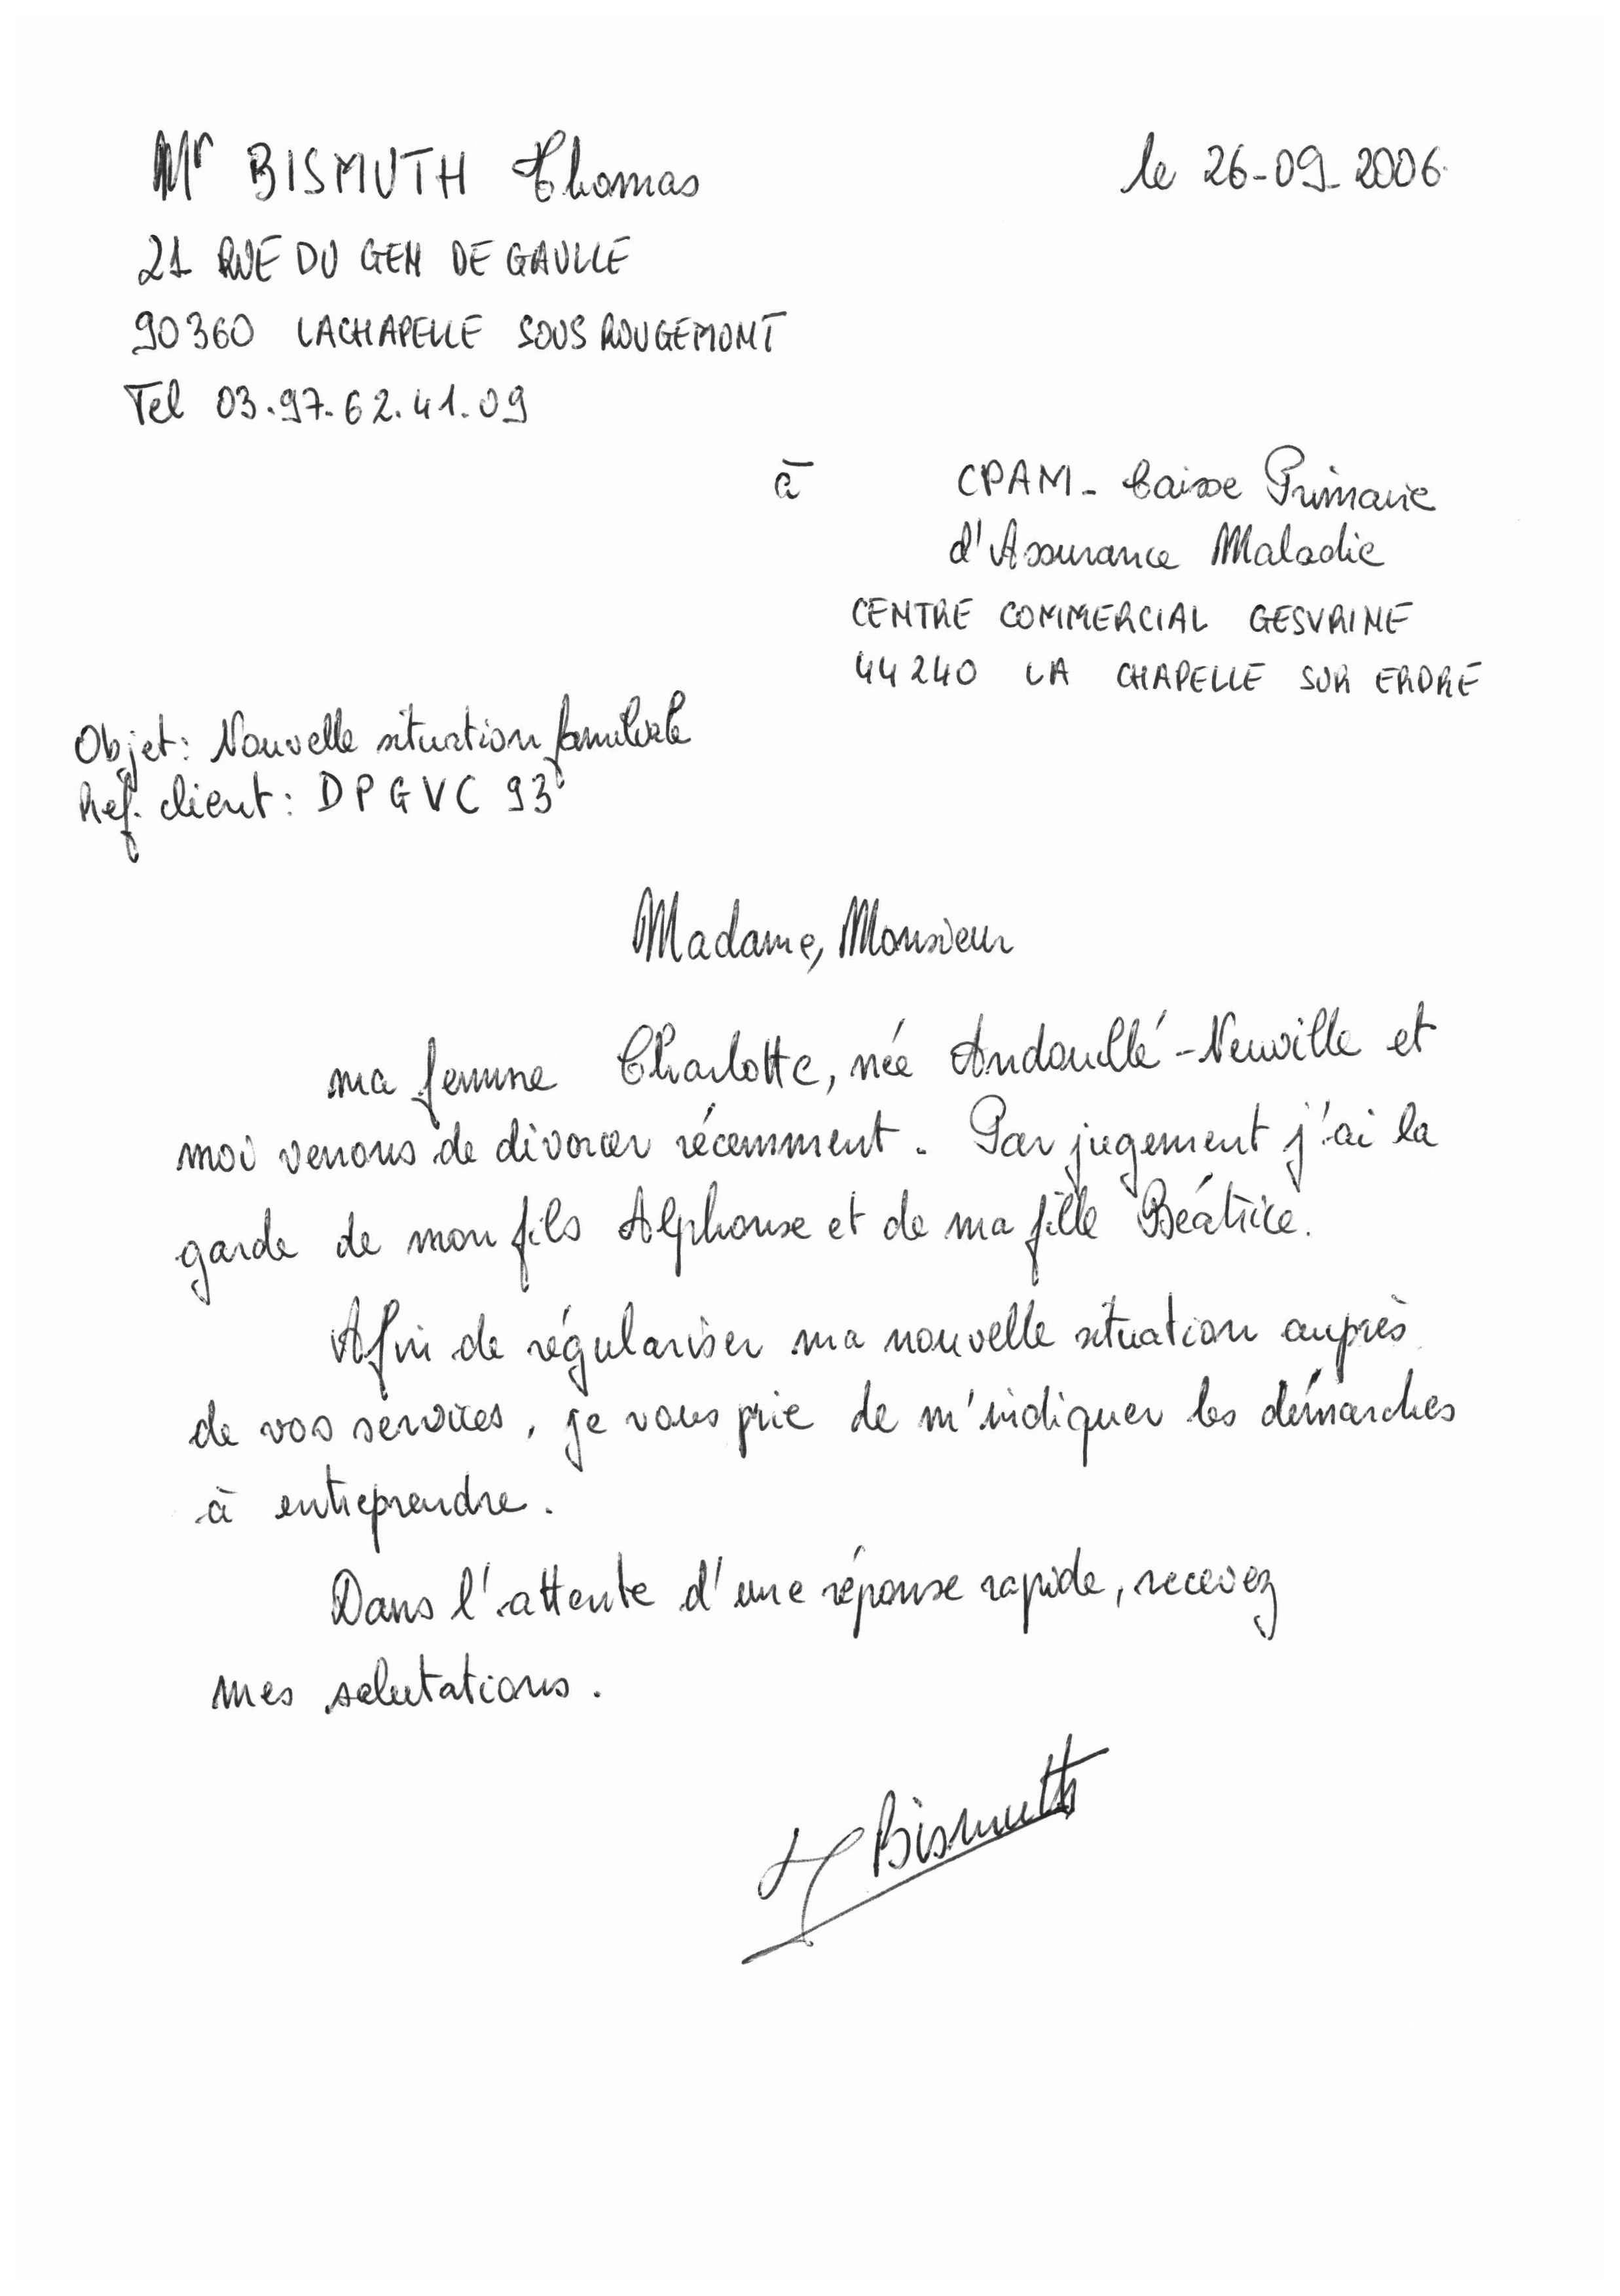 Mr BISMUTH Thomas
le 26-09-2006
21 RUE DU GEN DE GAULLE
90360 LACHAPELLE SOUS ROUGEMONT
Tel 03.97.62.41.09
à
CPAM - Caisse Primaire
d'Assurance Maladie
CENTRE COMMERCIAL GESVRINE
44240 LA CHAPELLE SUR ERDRE
Objet: Nouvelle situation familiale
Ref. client: DPGVC 93
Madame, Monsieur
ma femme Charlotte, née Andouillé-Neuville et
moi venons de divorcer récemment. Par jugement j'ai la
garde de mon fils Alphonse et de ma fille Béatrice.
Afin de régulariser ma nouvelle situation auprès
de vos services, je vous prie de m'indiquer les démarches
à entreprendre.
Dans l'attente d'une réponse rapide, recevez
mes salutations.
Bismuth